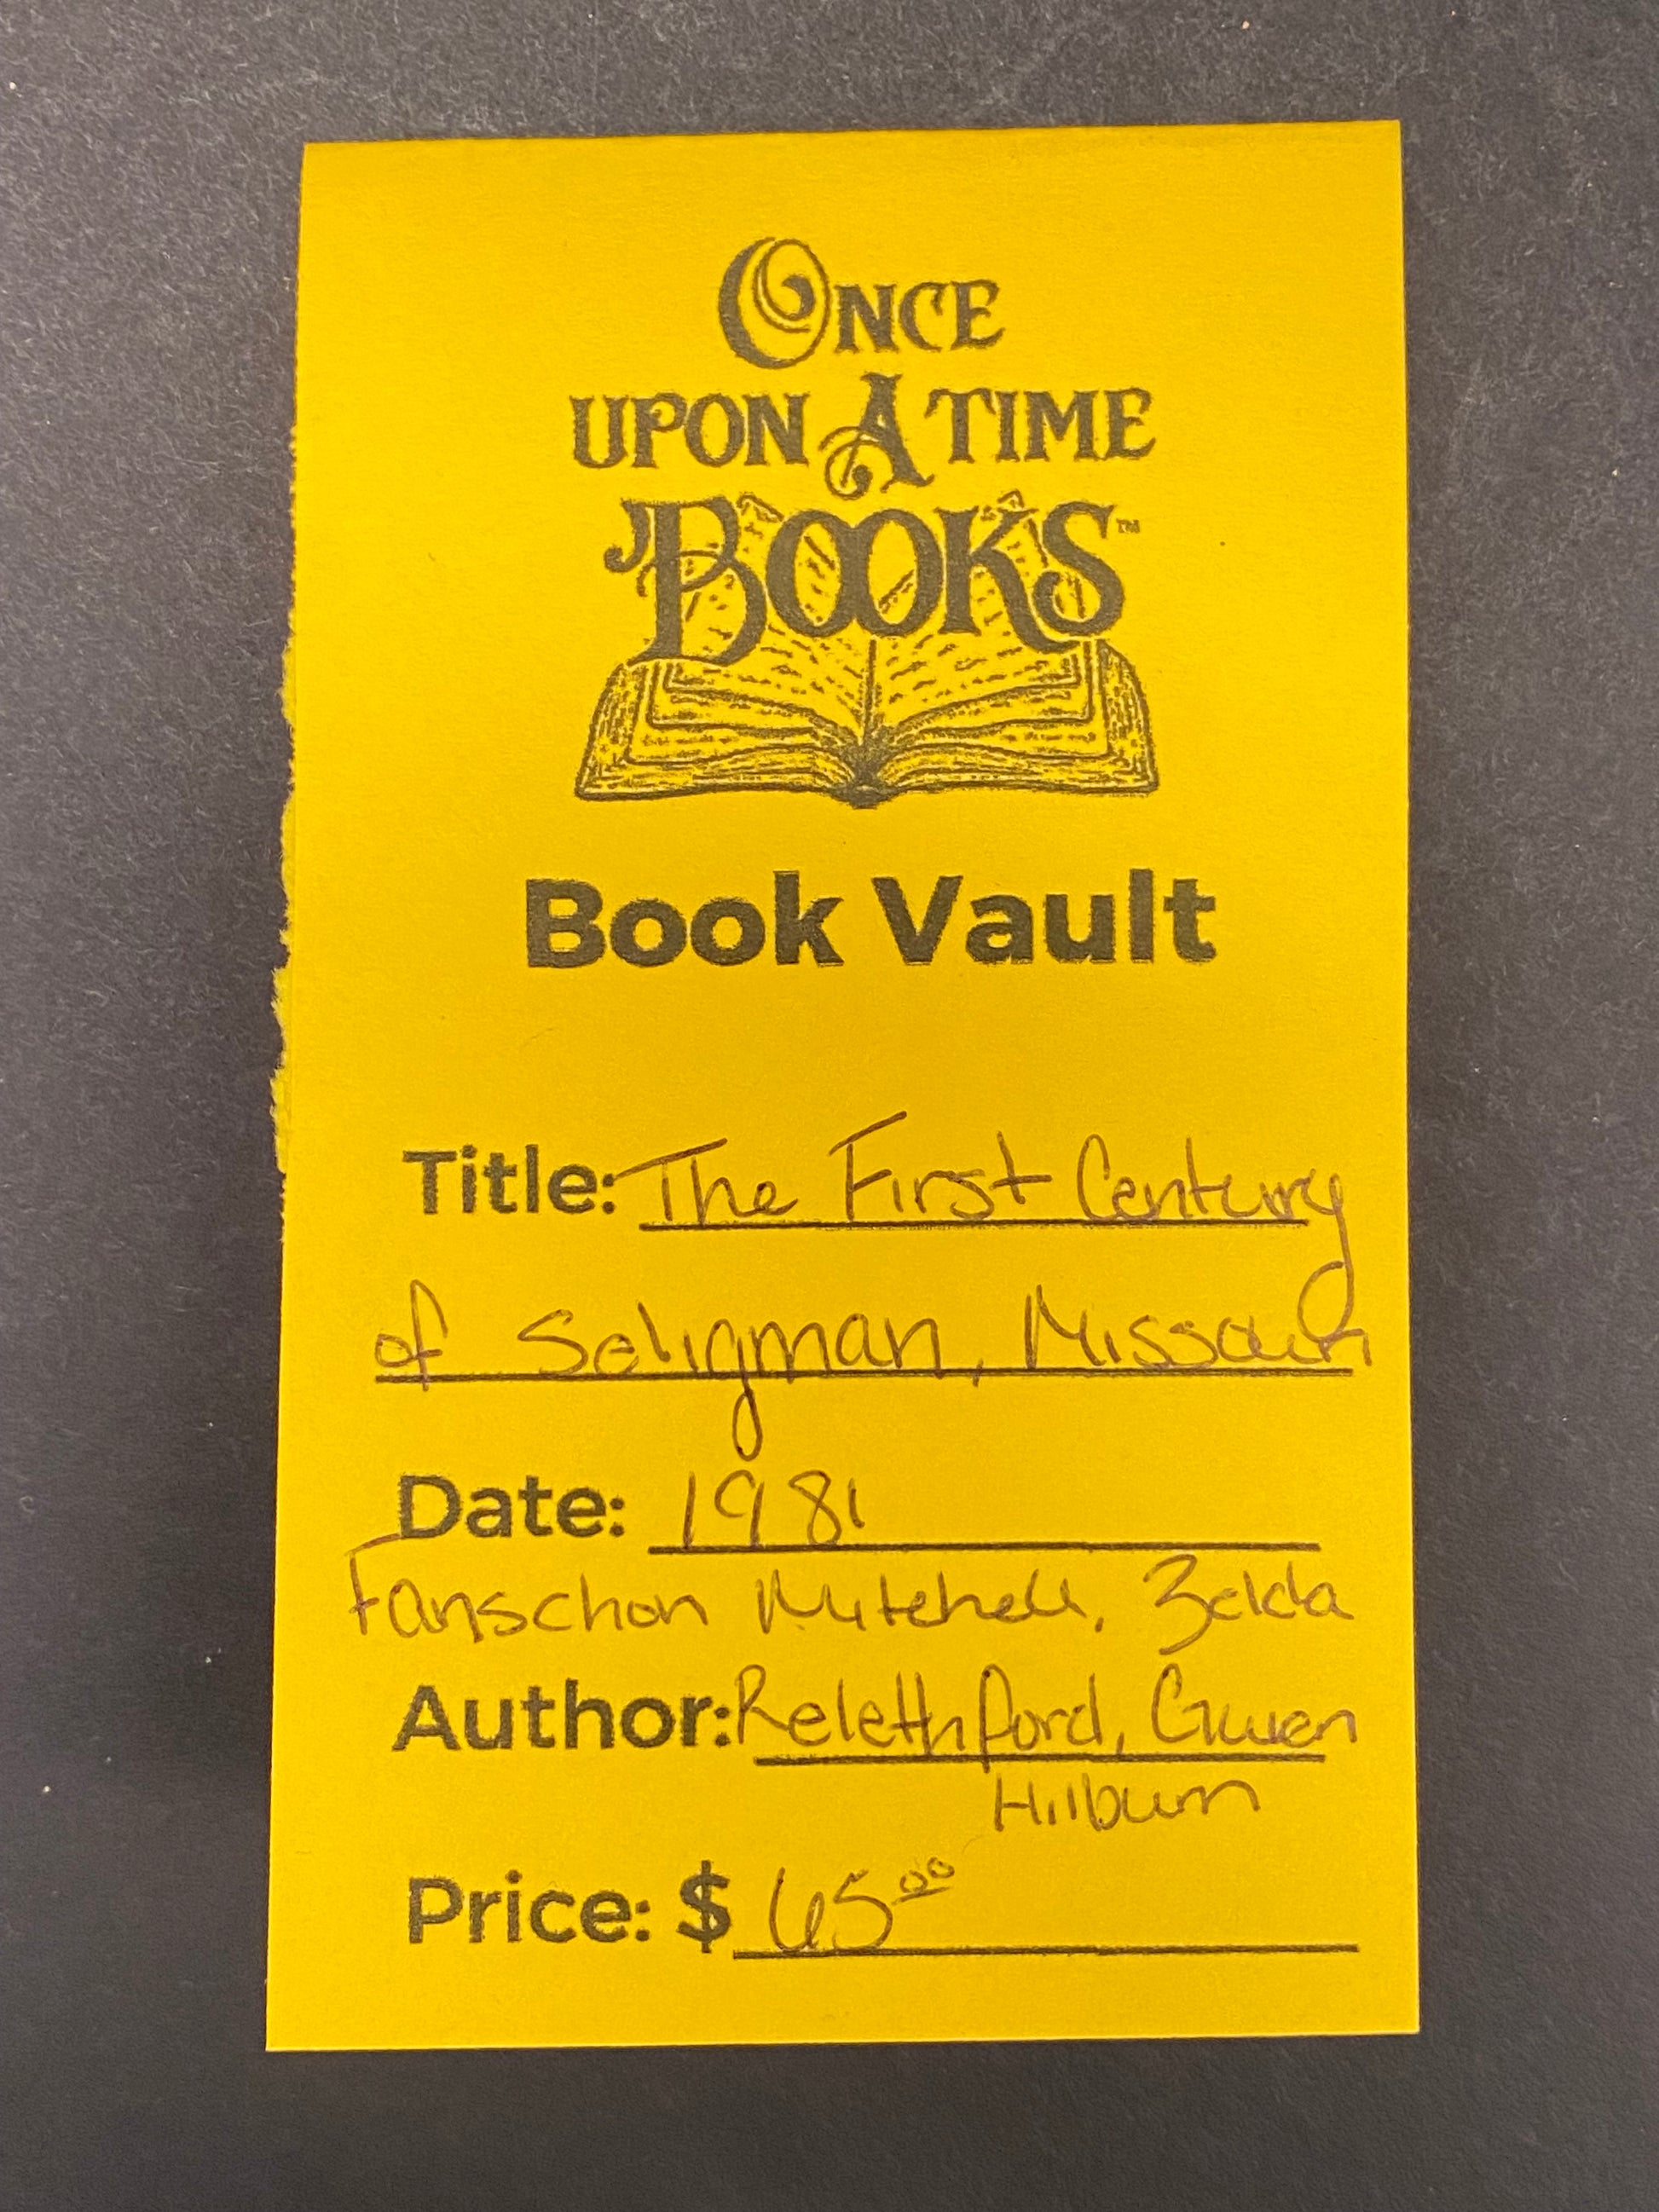 ONCE
UPON A TIME
BOOKS™
Book Vault
Title: The First Century
of Seligman, Missouri
Date: 1981
Fanschon Mitchell, Zelda
Author: Relethford, Gwen
Hilburn
Price: $ 65.00